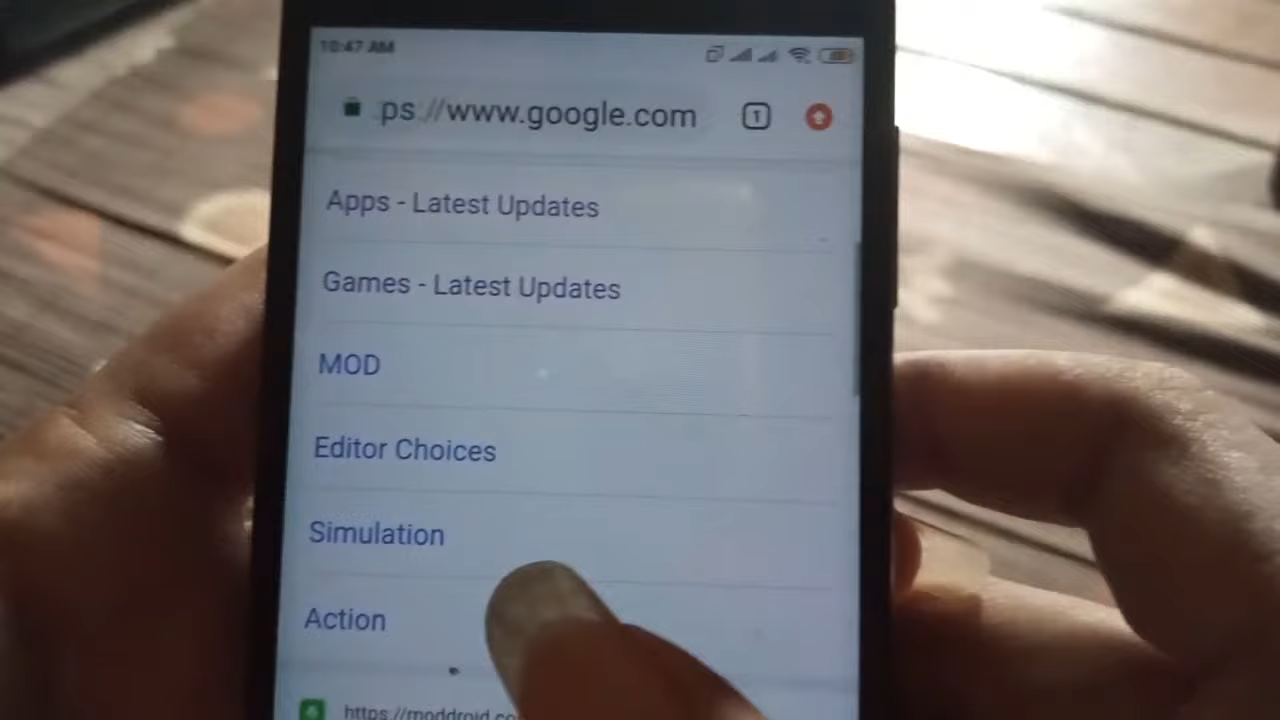 10:47 AM
ps://www.google.com
1
Apps - Latest Updates
Games - Latest Updates
MOD
Editor Choices
Simulation
Action
https://moddroid.co